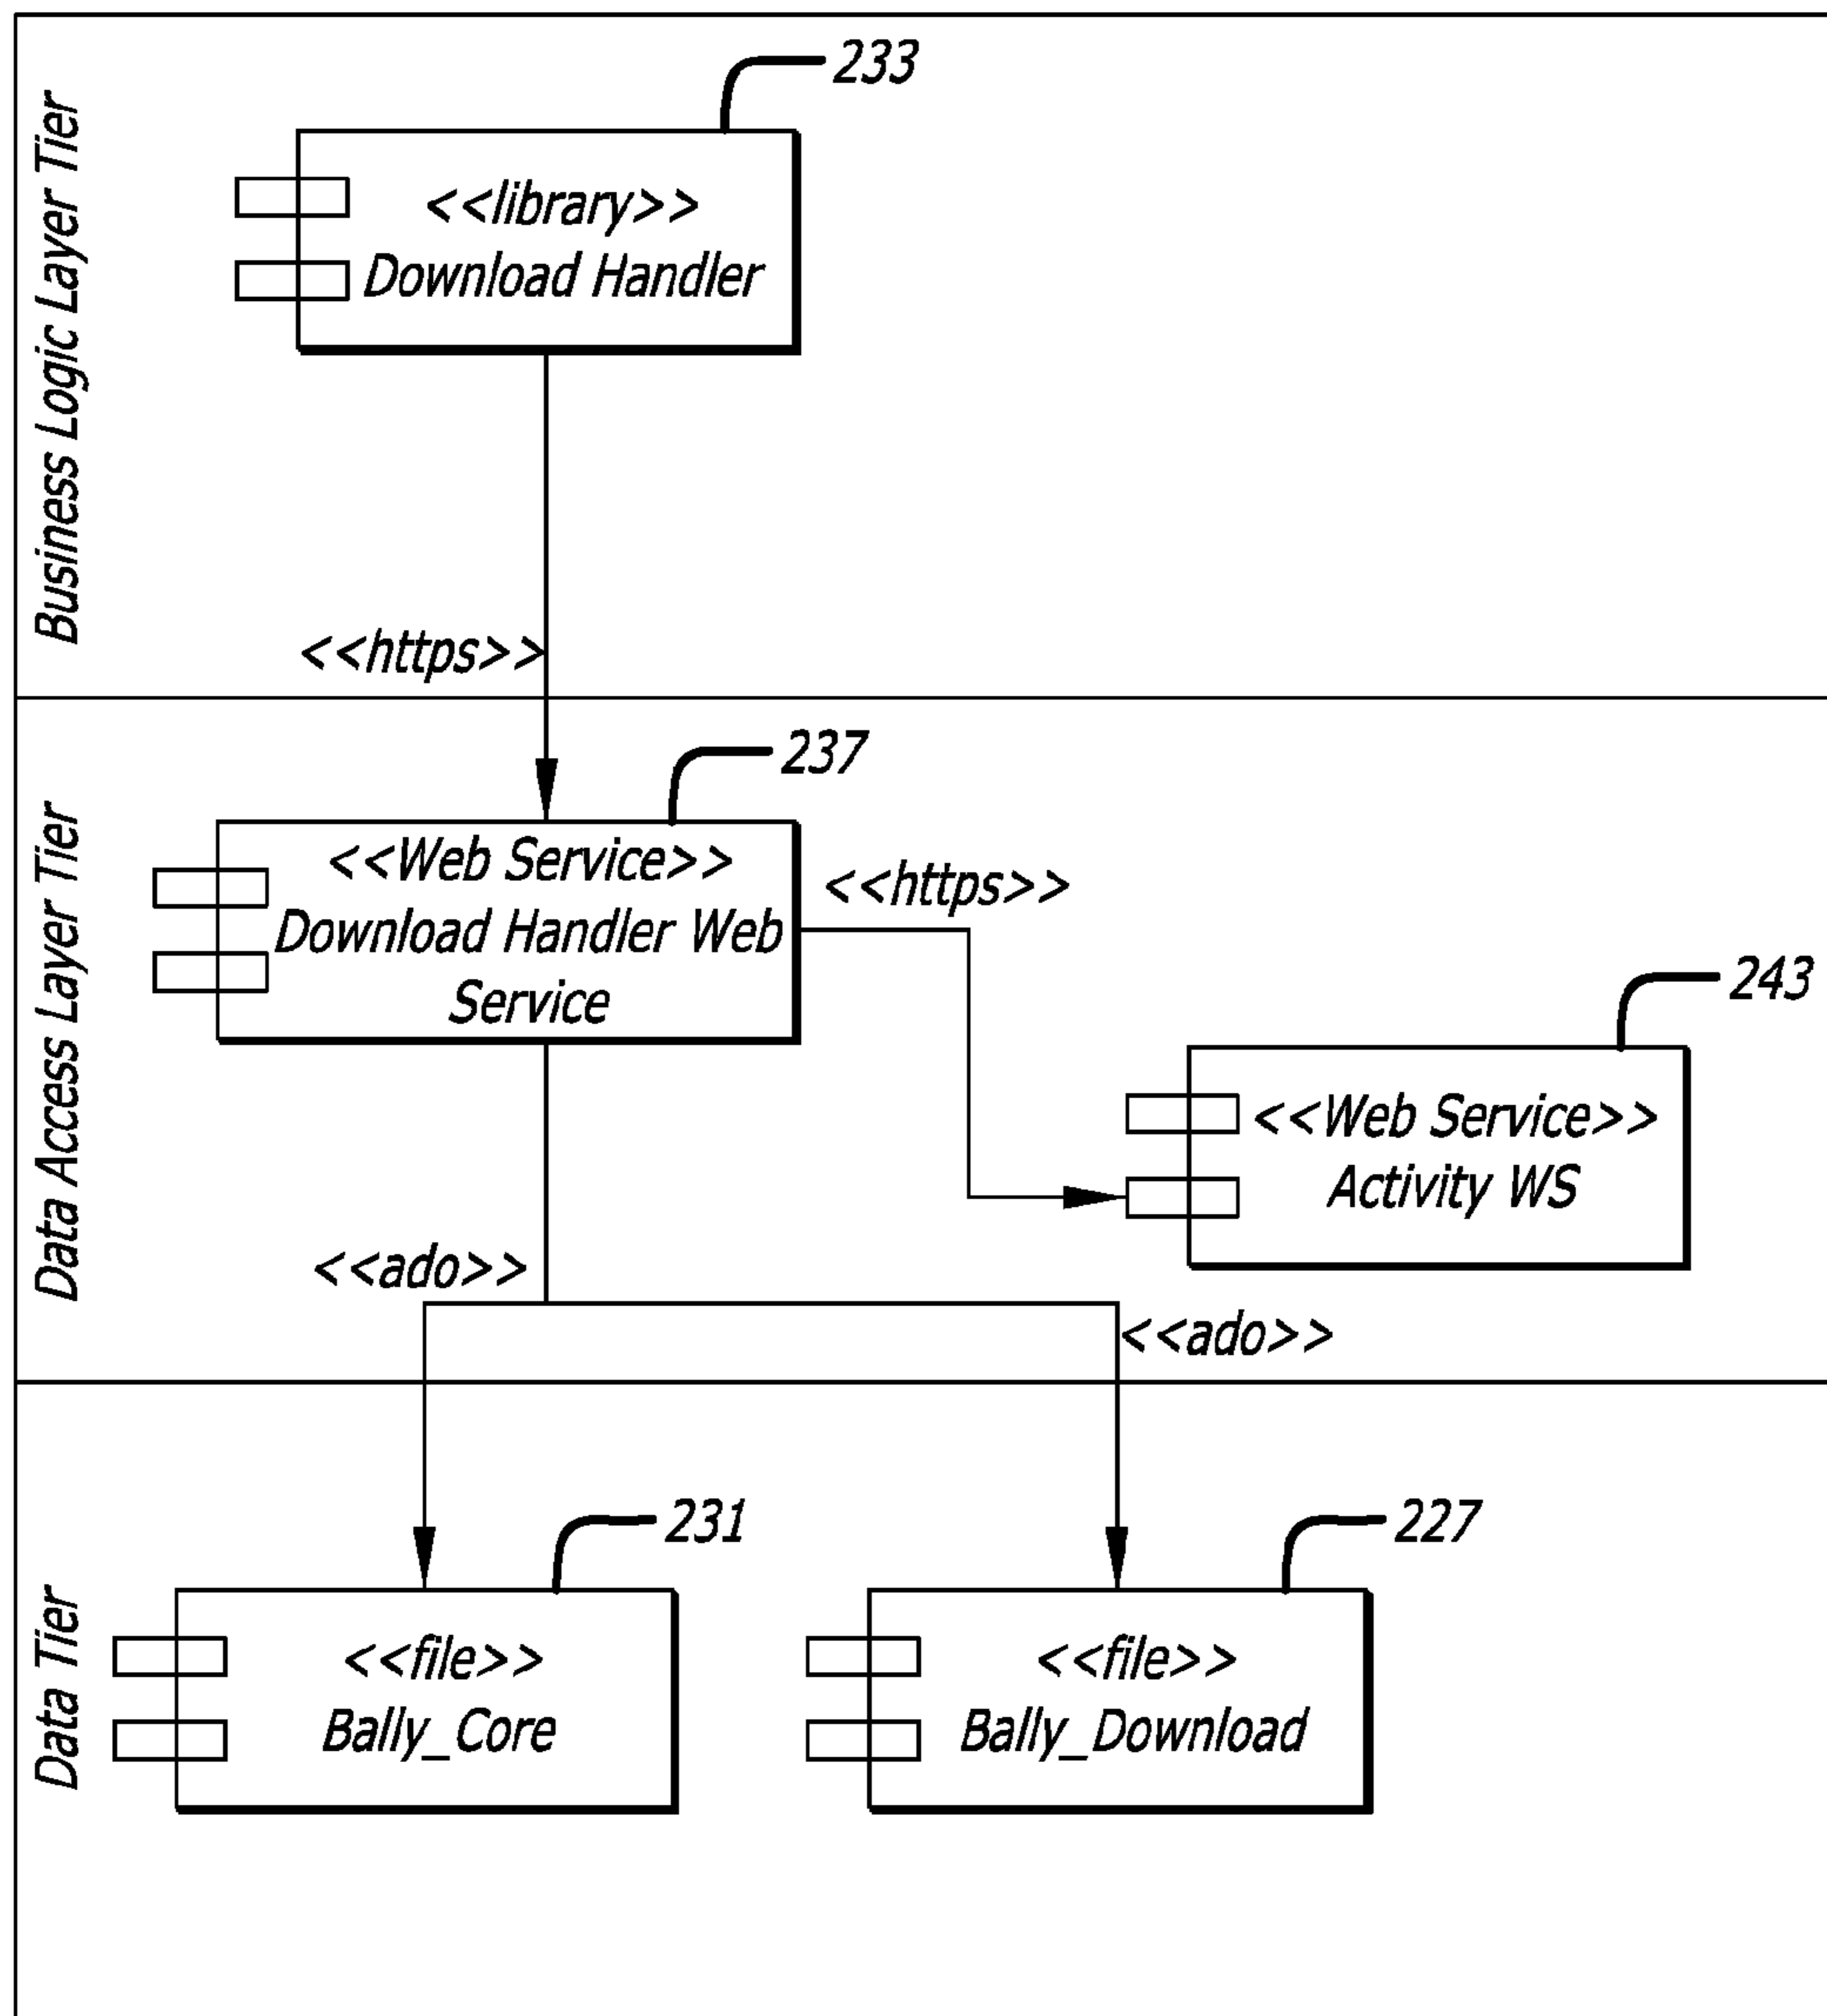 Business Logic Layer Tier
233
<<library>>
Download Handler
<<https>>
Data Access Layer Tier
237
<<Web Service>>
Download Handler Web
Service
<<https>>
243
<<Web Service>>
Activity WS
<<ado>>
<<ado>>
Data Tier
231
<<file>>
Bally_Core
227
<<file>>
Bally_Download